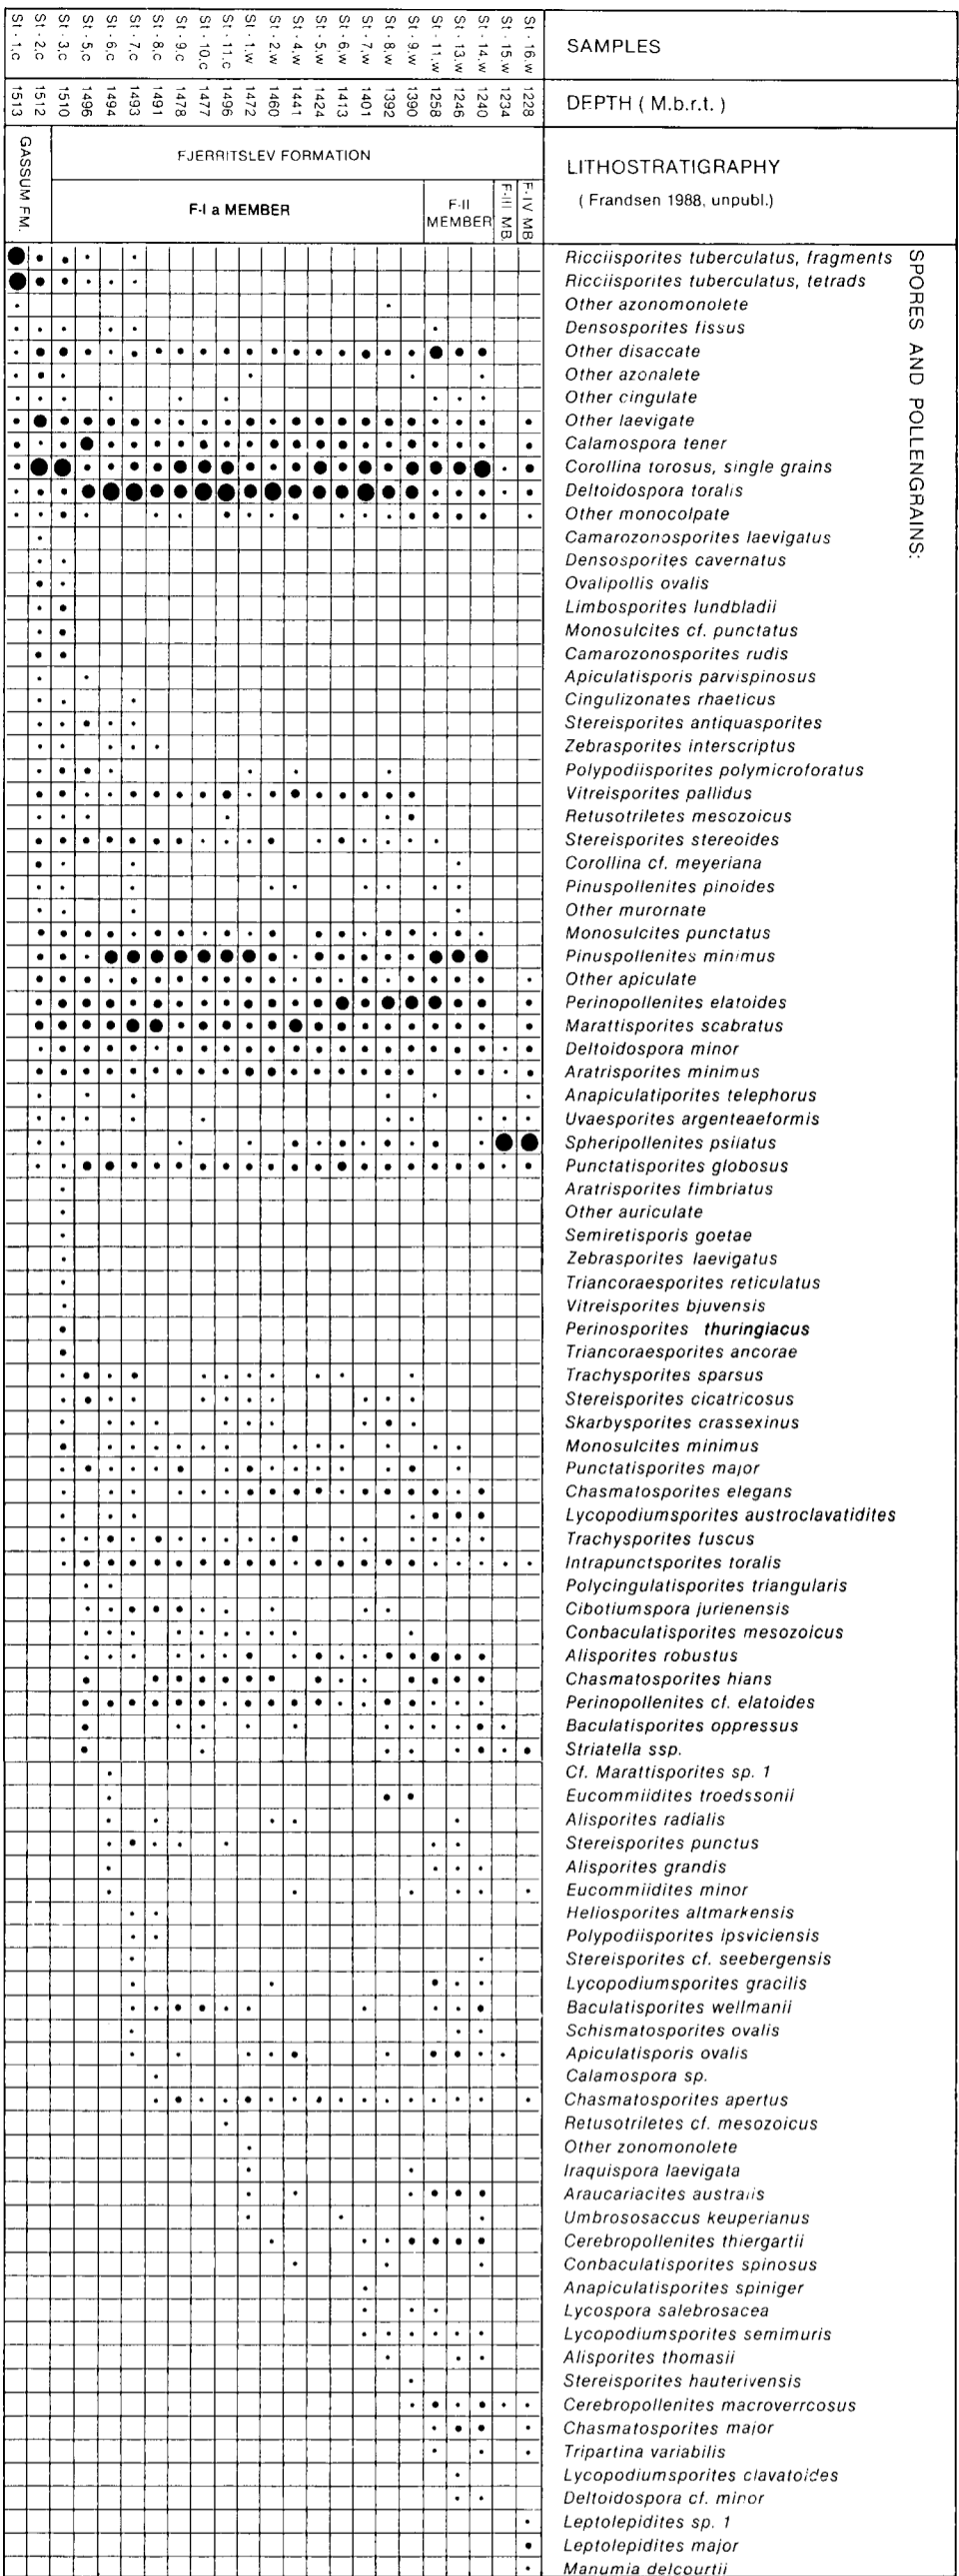 St - 1,c St - 2,c St - 3,c St - 5,c St - 6,c St - 7,c St - 8,c St - 9,c St - 10,c St - 11,c St - 1,w St - 2,w St - 4,w St - 5,w St - 6,w St - 7,w St - 8,w St - 9,w St - 11,w St - 13,w St - 14,w St - 15,w St - 16,w SAMPLES
1513 1512 1510 1496 1494 1493 1491 1478 1477 1496 1472 1460 1441 1424 1413 1401 1392 1390 1258 1246 1240 1234 1228 DEPTH ( M.b.r.t. )
GASSUM FM.
FJERRITSLEV FORMATION
LITHOSTRATIGRAPHY
( Frandsen 1988, unpubl.)
F-I a MEMBER
F-II
MEMBER
F-III MB
F-IV MB
SPORES AND POLLENGRAINS:
Ricciisporites tuberculatus, fragments
Ricciisporites tuberculatus, tetrads
Other azonomonolete
Densosporites fissus
Other disaccate
Other azonalete
Other cingulate
Other laevigate
Calamospora tener
Corollina torosus, single grains
Deltoidospora toralis
Other monocolpate
Camarozonosporites laevigatus
Densosporites cavernatus
Ovalipollis ovalis
Limbosporites lundbladii
Monosulcites cf. punctatus
Camarozonosporites rudis
Apiculatisporis parvispinosus
Cingulizonates rhaeticus
Stereisporites antiquasporites
Zebrasporites interscriptus
Polypodiisporites polymicroforatus
Vitreisporites pallidus
Retusotriletes mesozoicus
Stereisporites stereoides
Corollina cf. meyeriana
Pinuspollenites pinoides
Other murornate
Monosulcites punctatus
Pinuspollenites minimus
Other apiculate
Perinopollenites elatoides
Marattisporites scabratus
Deltoidospora minor
Aratrisporites minimus
Anapiculatiporites telephorus
Uvaesporites argenteaeformis
Spheripollenites psilatus
Punctatisporites globosus
Aratrisporites fimbriatus
Other auriculate
Semiretisporis goetae
Zebrasporites laevigatus
Triancoraesporites reticulatus
Vitreisporites bjuvensis
Perinosporites thuringiacus
Triancoraesporites ancorae
Trachysporites sparsus
Stereisporites cicatricosus
Skarbysporites crassexinus
Monosulcites minimus
Punctatisporites major
Chasmatosporites elegans
Lycopodiumsporites austroclavatidites
Trachysporites fuscus
Intrapunctsporites toralis
Polycingulatisporites triangularis
Cibotiumspora jurienensis
Conbaculatisporites mesozoicus
Alisporites robustus
Chasmatosporites hians
Perinopollenites cf. elatoides
Baculatisporites oppressus
Striatella ssp.
Cf. Marattisporites sp. 1
Eucommiidites troedssonii
Alisporites radialis
Stereisporites punctus
Alisporites grandis
Eucommiidites minor
Heliosporites altmarkensis
Polypodiisporites ipsviciensis
Stereisporites cf. seebergensis
Lycopodiumsporites gracilis
Baculatisporites wellmanii
Schismatosporites ovalis
Apiculatisporis ovalis
Calamospora sp.
Chasmatosporites apertus
Retusotriletes cf. mesozoicus
Other zonomonolete
Iraquispora laevigata
Araucariacites australis
Umbrososaccus keuperianus
Cerebropollenites thiergartii
Conbaculatisporites spinosus
Anapiculatisporites spiniger
Lycospora salebrosacea
Lycopodiumsporites semimuris
Alisporites thomasii
Stereisporites hauterivensis
Cerebropollenites macroverrcosus
Chasmatosporites major
Tripartina variabilis
Lycopodiumsporites clavatoides
Deltoidospora cf. minor
Leptolepidites sp. 1
Leptolepidites major
Manumia delcourtii